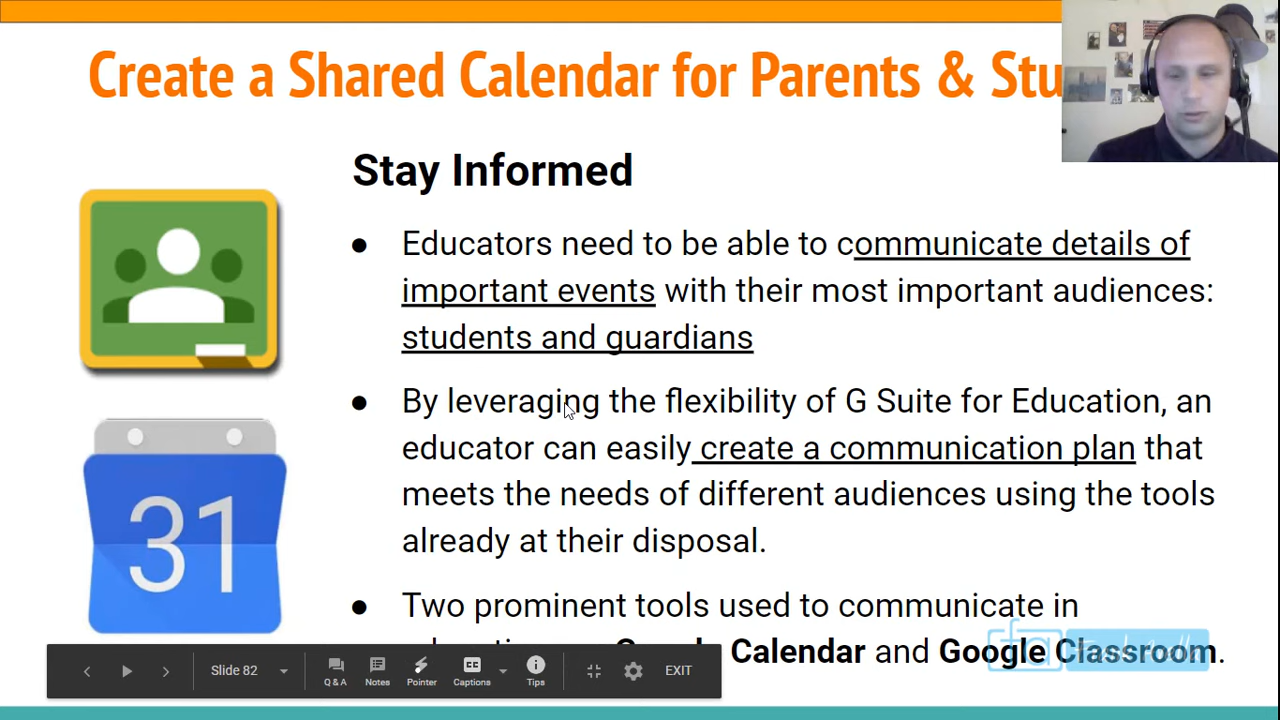 Create a Shared Calendar for Parents & Stu
Stay Informed
● Educators need to be able to communicate details of
important events with their most important audiences:
students and guardians
● By leveraging the flexibility of G Suite for Education, an
educator can easily create a communication plan that
meets the needs of different audiences using the tools
already at their disposal.
● Two prominent tools used to communicate in
Google Calendar and Google Classroom.
31
Slide 82
Q & A
Notes
Pointer
Captions
Tips
EXIT